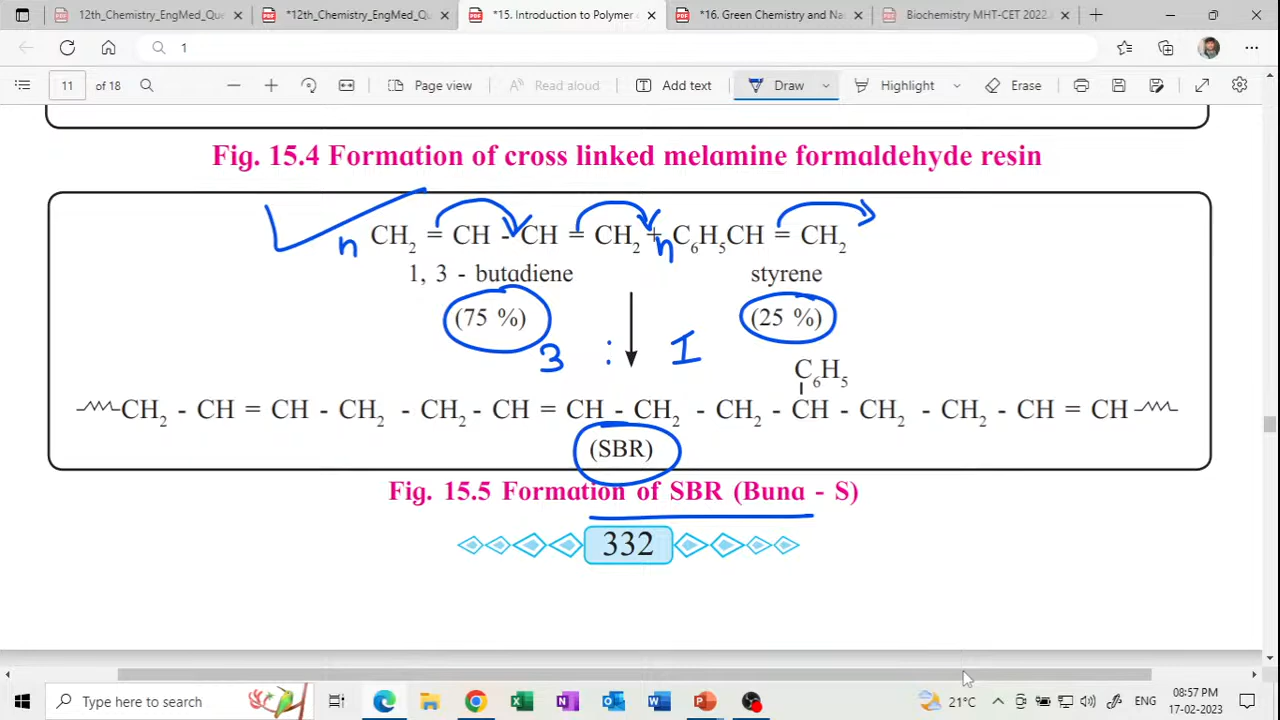 12th_Chemistry_EngMed_Qu
*12th_Chemistry_EngMed_Qu
*15. Introduction to Polymer
*16. Green Chemistry and Na
Biochemistry MHT-CET 2022.
1
11 of 18
Page view
Read aloud
Add text
Draw
Highlight
Erase
Fig. 15.4 Formation of cross linked melamine formaldehyde resin
n CH2 = CH - CH = CH2 + n C6H5CH = CH2
1, 3 - butadiene styrene
(75 %) (25 %)
3 : 1
C6H5
CH2 - CH = CH - CH2 - CH2 - CH = CH - CH2 - CH2 - CH - CH2 - CH2 - CH = CH
(SBR)
Fig. 15.5 Formation of SBR (Buna - S)
332
Type here to search
21°C
ENG
08:57 PM
17-02-2023